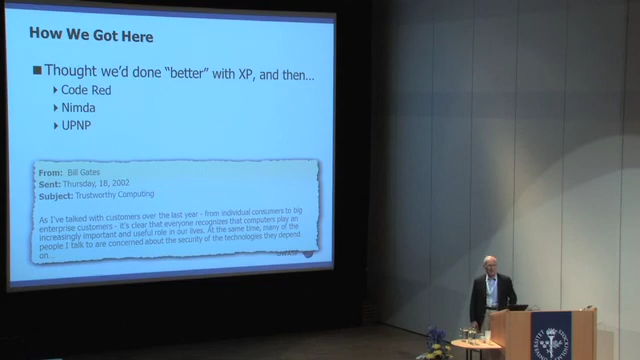 How We Got Here
Thought we'd done "better" with XP, and then...
Code Red
Nimda
UPNP
From: Bill Gates
Sent: Thursday, 18, 2002
Subject: Trustworthy Computing
As I've talked with customers over the last year - from individual consumers to big
enterprise customers - it's clear that everyone recognizes that computers play an
increasingly important and useful role in our lives. At the same time, many of the
people I talk to are concerned about the security of the technologies they depend
on...
OWASP